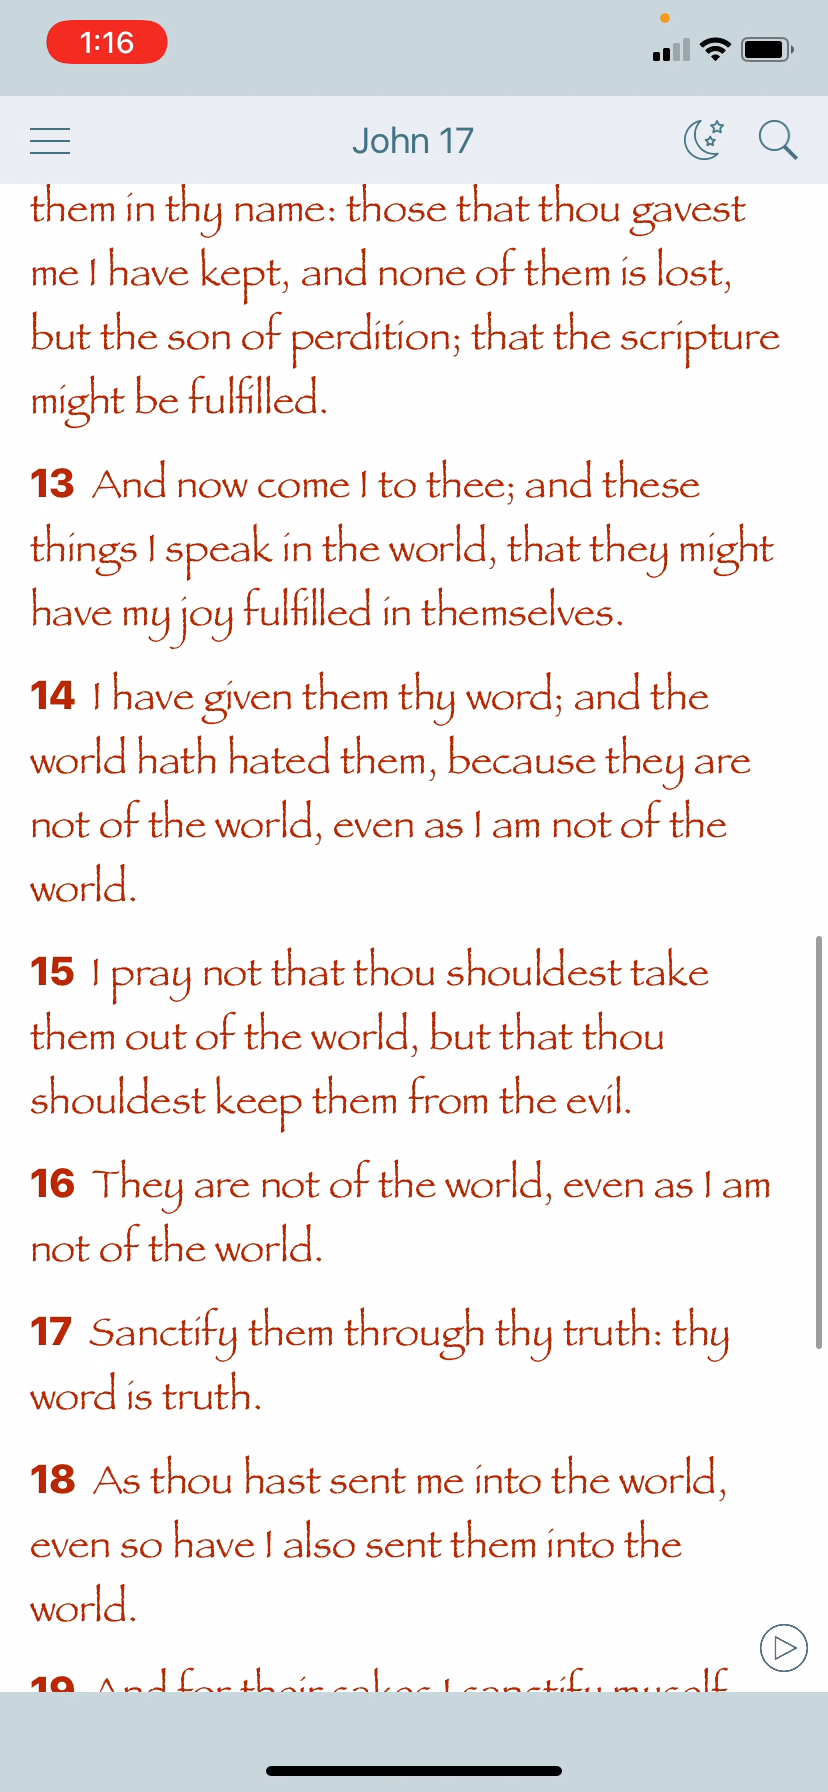 1:16
John 17
them in thy name: those that thou gavest
me I have kept, and none of them is lost,
but the son of perdition; that the scripture
might be fulfilled.
13 And now come I to thee; and these
things I speak in the world, that they might
have my joy fulfilled in themselves.
14 I have given them thy word; and the
world hath hated them, because they are
not of the world, even as I am not of the
world.
15 I pray not that thou shouldest take
them out of the world, but that thou
shouldest keep them from the evil.
16 They are not of the world, even as I am
not of the world.
17 Sanctify them through thy truth: thy
word is truth.
18 As thou hast sent me into the world,
even so have I also sent them into the
world.
19 And for their sakes I sanctify myself